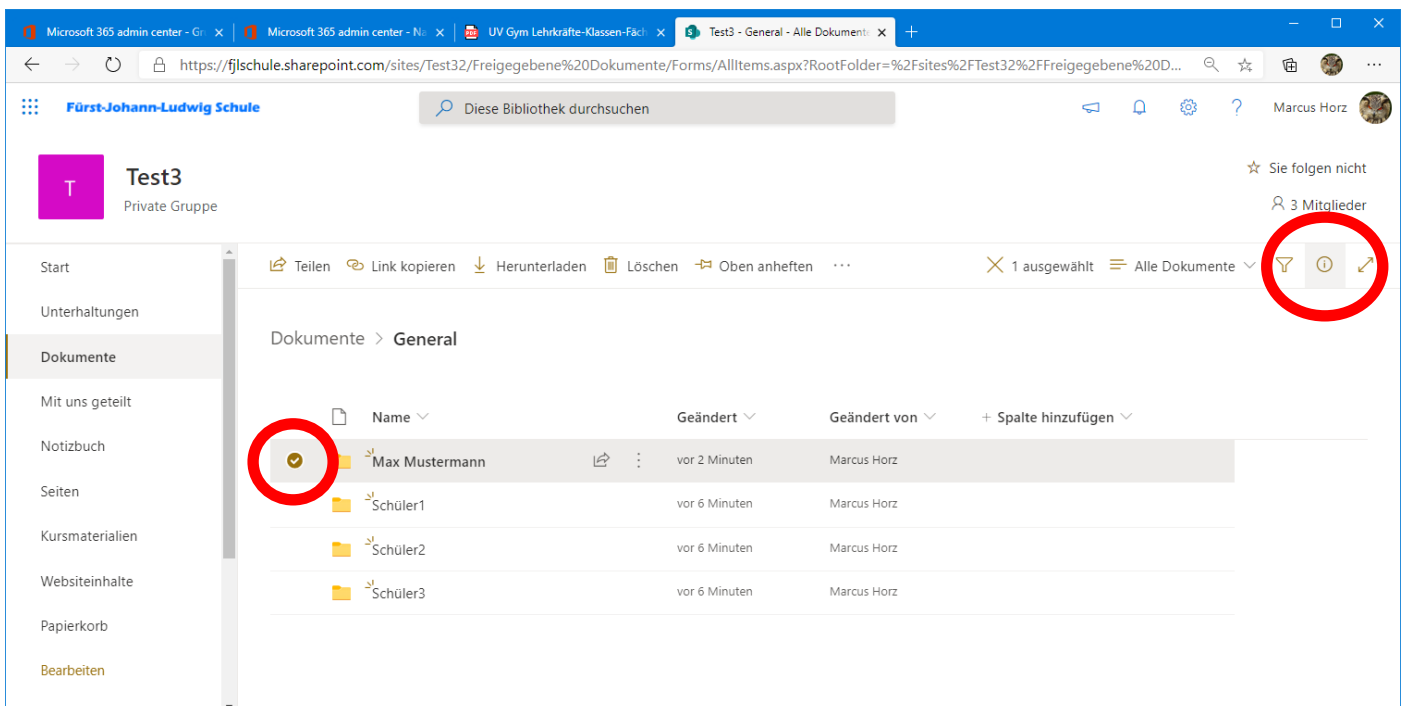 Microsoft 365 admin center - Gr
Microsoft 365 admin center - Na
UV Gym Lehrkräfte-Klassen-Fäch
Test3 - General - Alle Dokumente
https://fjlschule.sharepoint.com/sites/Test32/Freigegebene%20Dokumente/Forms/AllItems.aspx?RootFolder=%2Fsites%2FTest32%2FFreigegebene%20D...
Fürst-Johann-Ludwig Schule
Diese Bibliothek durchsuchen
?
Marcus Horz
T
Test3
Private Gruppe
Sie folgen nicht
3 Mitglieder
Start
Unterhaltungen
Dokumente
Mit uns geteilt
Notizbuch
Seiten
Kursmaterialien
Websiteinhalte
Papierkorb
Bearbeiten
Teilen Link kopieren Herunterladen Löschen Oben anheften ... 1 ausgewählt Alle Dokumente
Dokumente > General
Name Geändert Geändert von + Spalte hinzufügen
Max Mustermann vor 2 Minuten Marcus Horz
Schüler1 vor 6 Minuten Marcus Horz
Schüler2 vor 6 Minuten Marcus Horz
Schüler3 vor 6 Minuten Marcus Horz